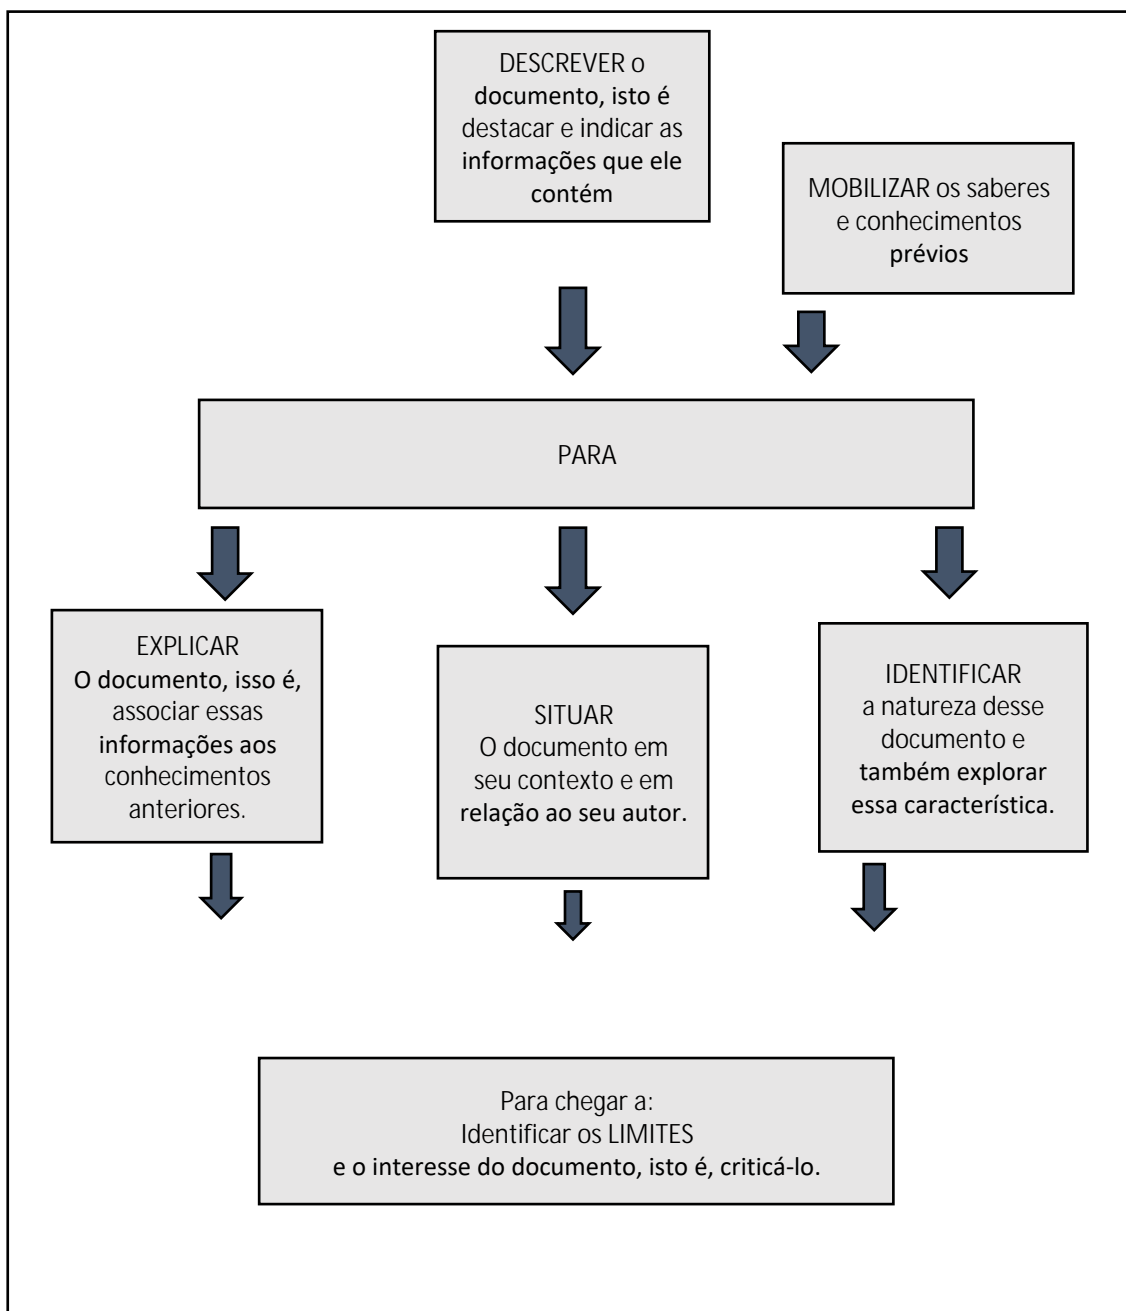 DESCREVER o
documento, isto é
destacar e indicar as
informações que ele
contém
MOBILIZAR os saberes
e conhecimentos
prévios
PARA
EXPLICAR
O documento, isso é,
associar essas
informações aos
conhecimentos
anteriores.
SITUAR
O documento em
seu contexto e em
relação ao seu autor.
IDENTIFICAR
a natureza desse
documento e
também explorar
essa característica.
Para chegar a:
Identificar os LIMITES
e o interesse do documento, isto é, criticá-lo.